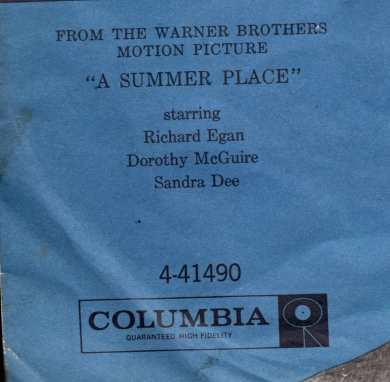 FROM THE WARNER BROTHERS
MOTION PICTURE
"A SUMMER PLACE"
starring
Richard Egan
Dorothy McGuire
Sandra Dee
4-41490
COLUMBIA
GUARANTEED HIGH FIDELITY